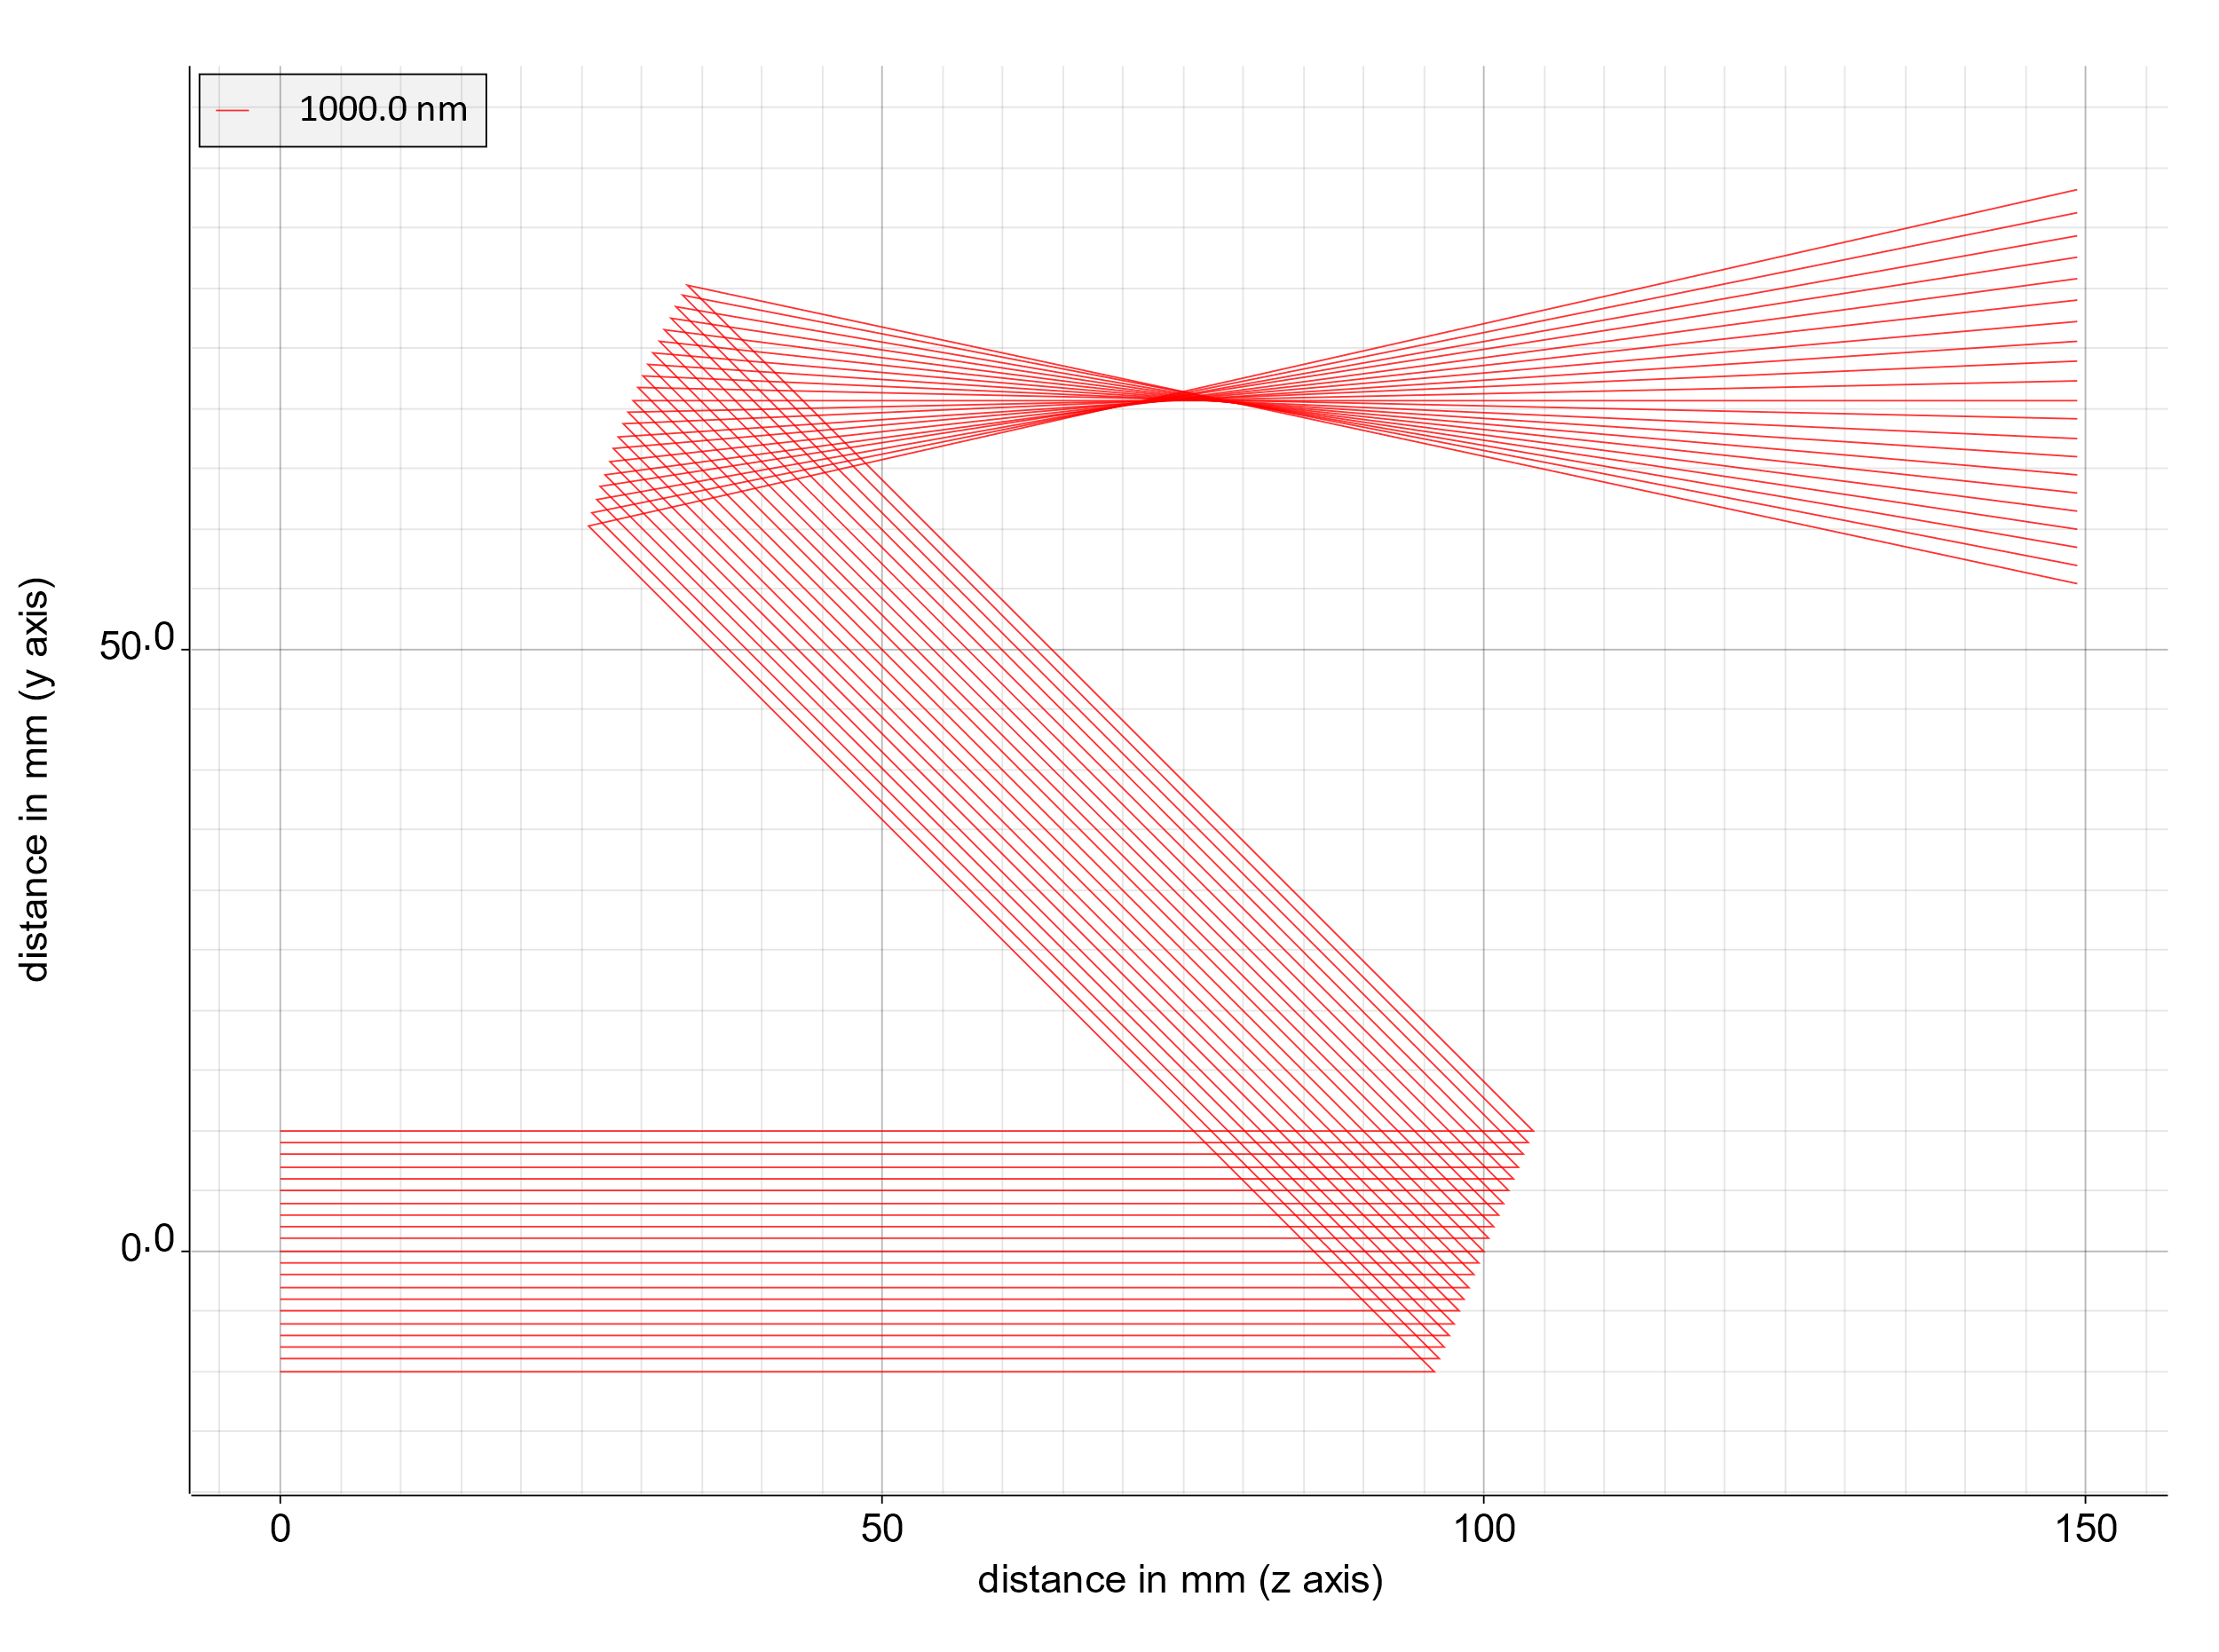 1000.0 nm
distance in mm (y axis)
50.0
0.0
0 50 100 150
distance in mm (z axis)